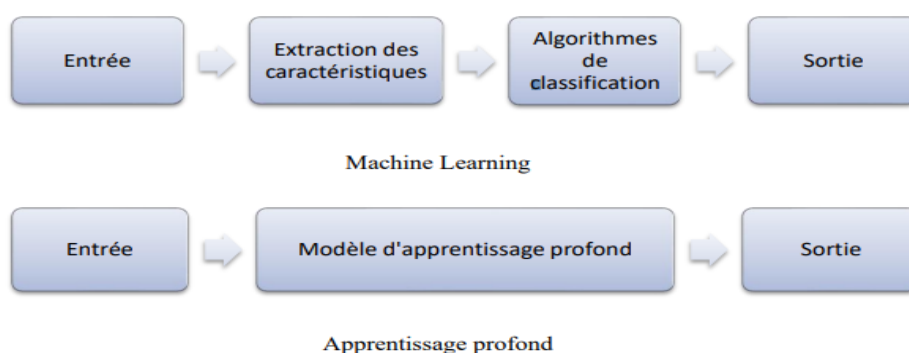 Entrée
Extraction des
caractéristiques
Algorithmes
de
classification
Sortie
Machine Learning
Entrée
Modèle d'apprentissage profond
Sortie
Apprentissage profond